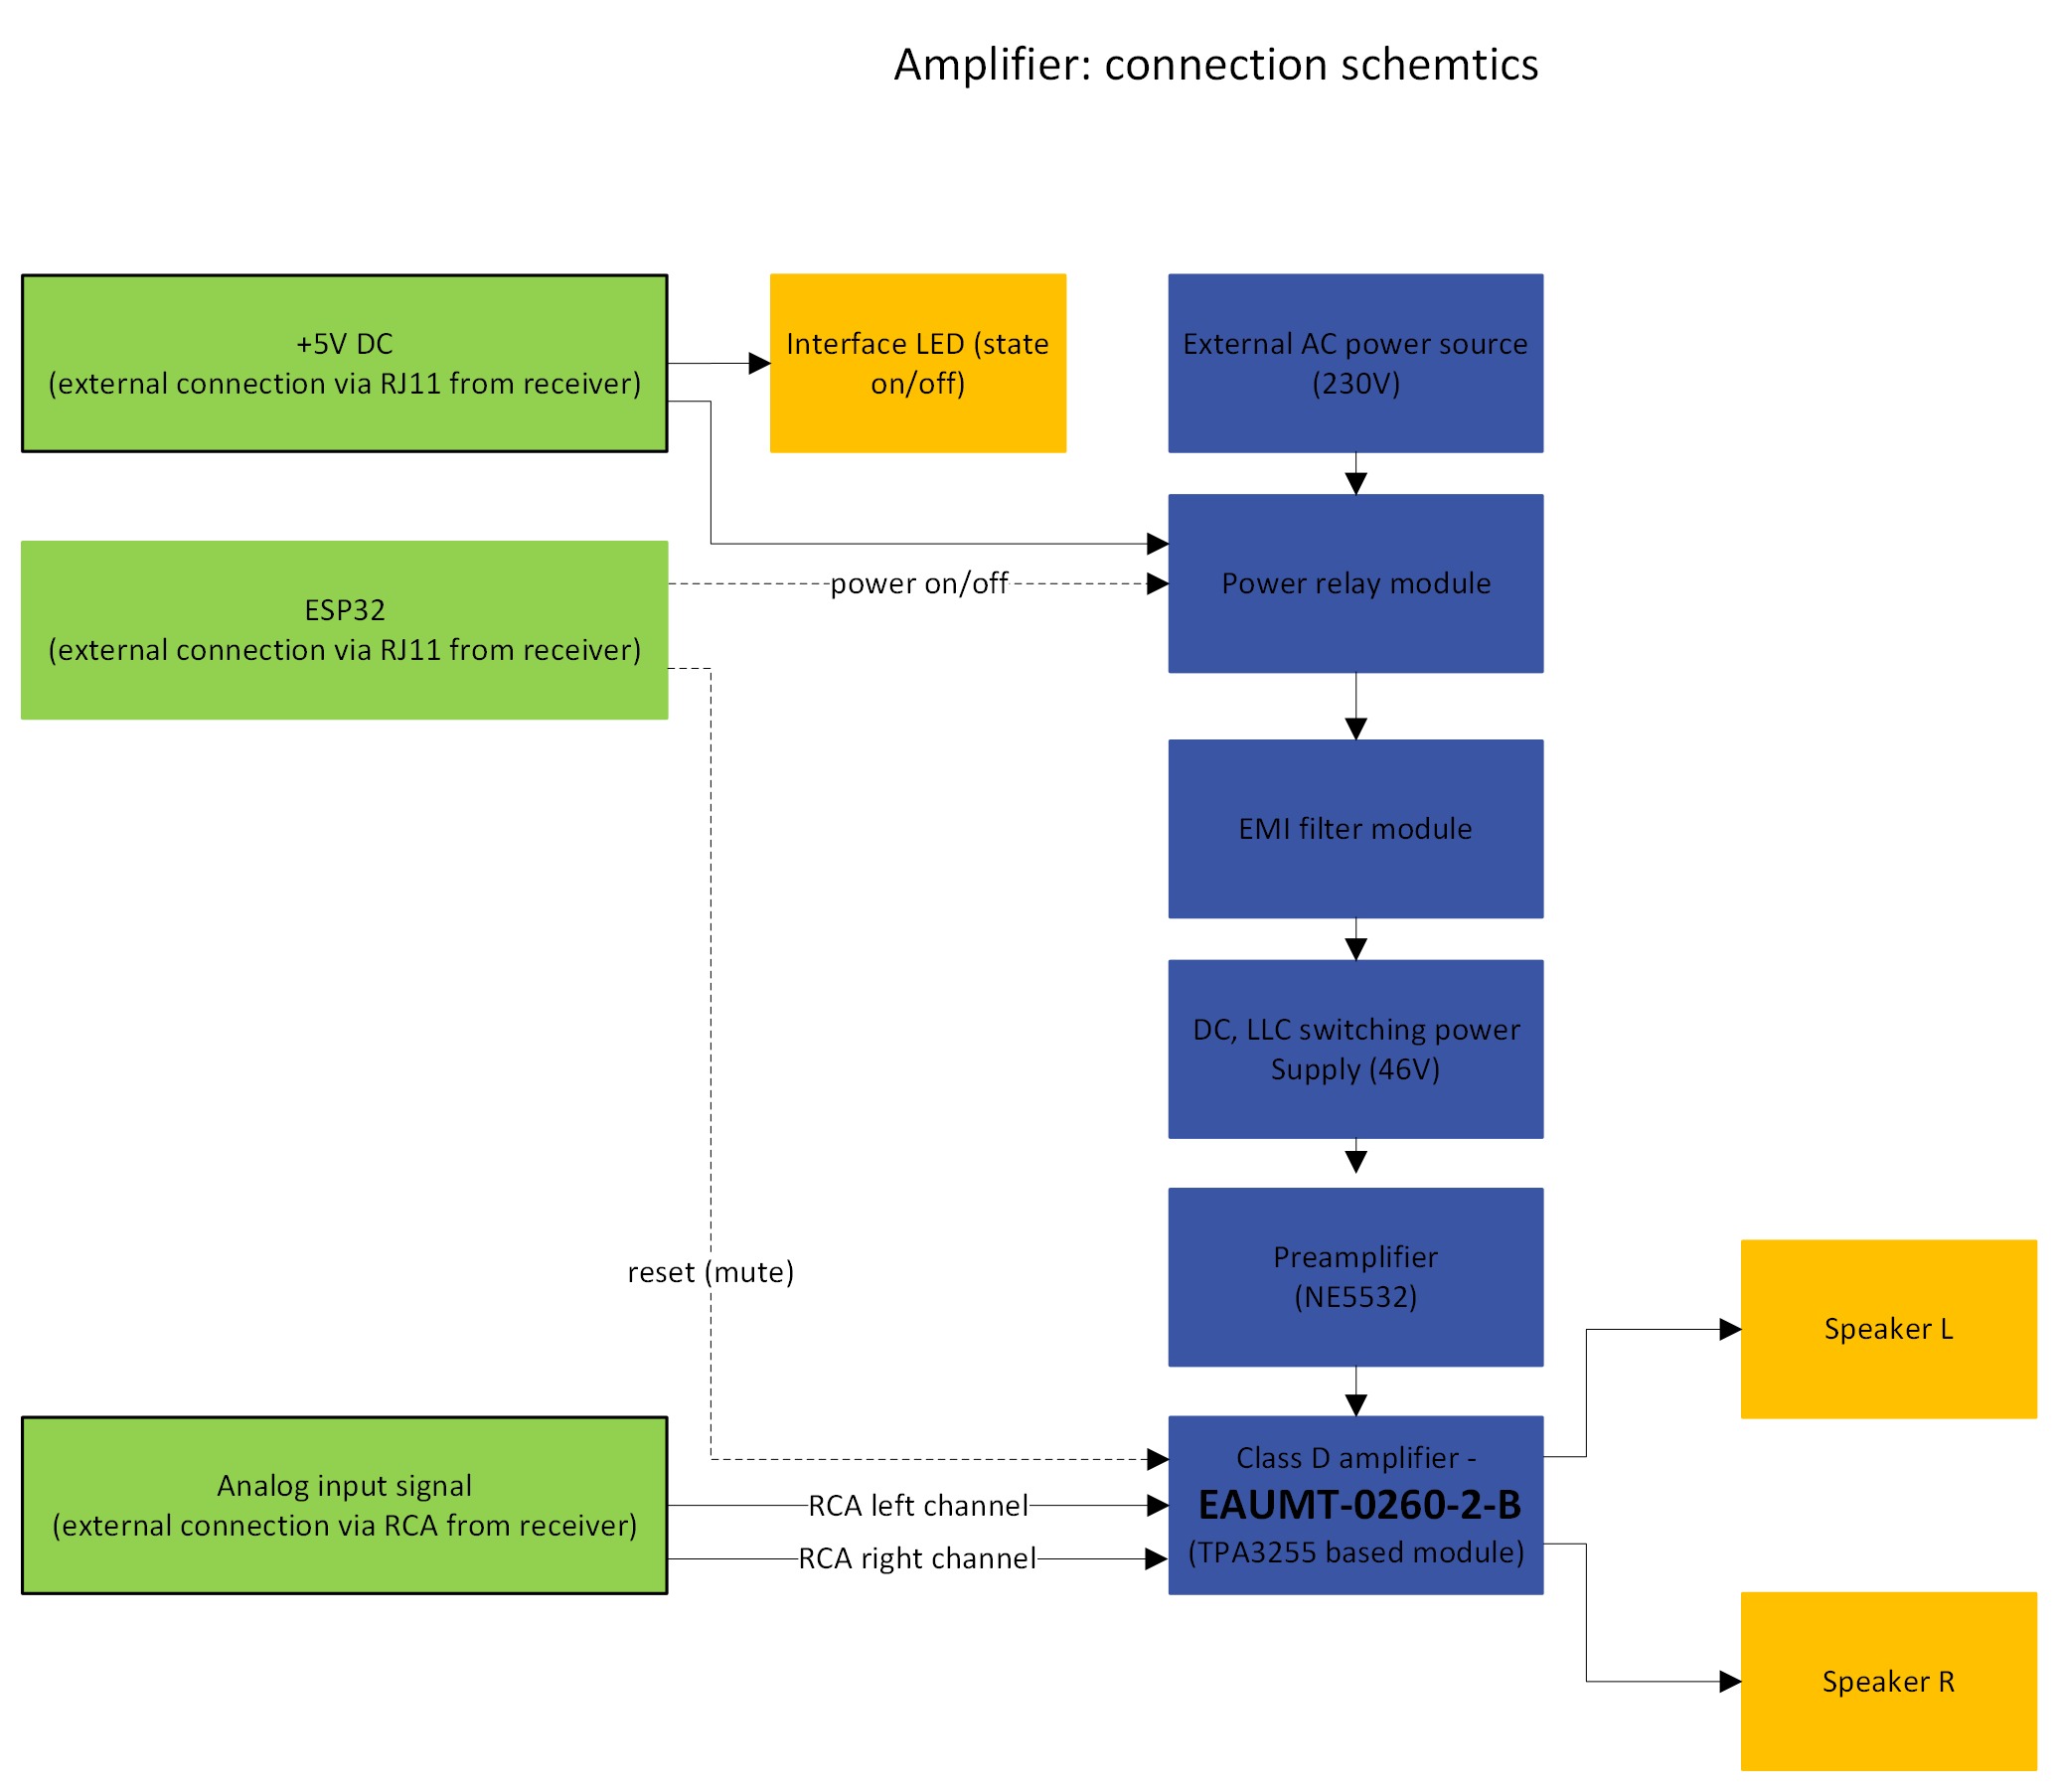 Amplifier: connection schemtics
+5V DC
(external connection via RJ11 from receiver)
Interface LED (state
on/off)
External AC power source
(230V)
ESP32
(external connection via RJ11 from receiver)
power on/off
Power relay module
EMI filter module
DC, LLC switching power
Supply (46V)
reset (mute)
Preamplifier
(NE5532)
Speaker L
Analog input signal
(external connection via RCA from receiver)
RCA left channel
RCA right channel
Class D amplifier -
EAUMT-0260-2-B
(TPA3255 based module)
Speaker R